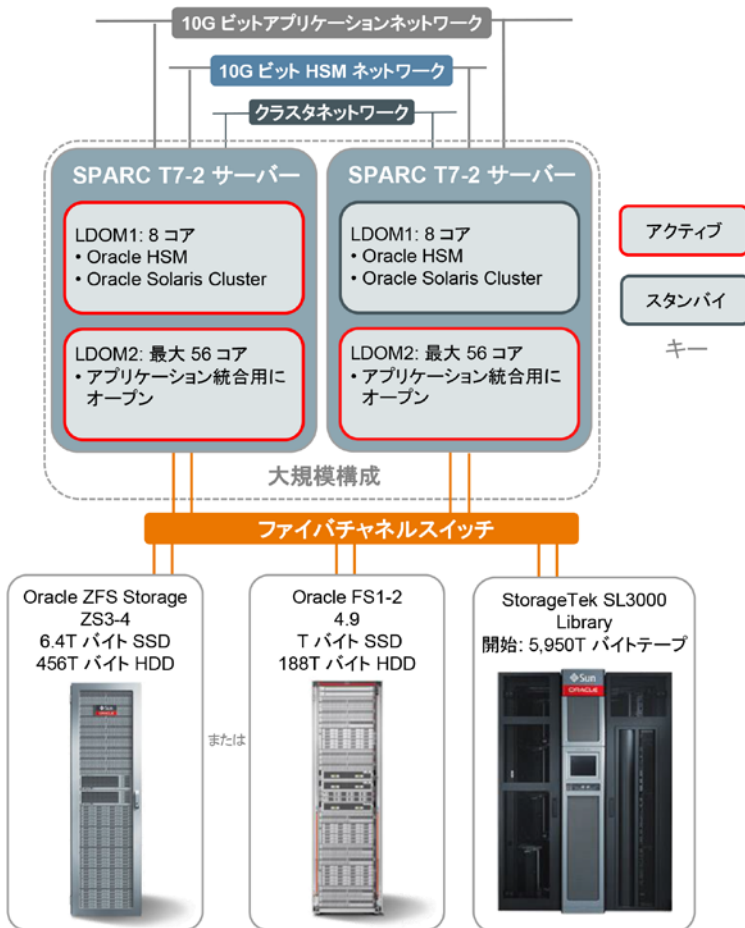 10G ビットアプリケーションネットワーク
10G ビット HSM ネットワーク
クラスタネットワーク
SPARC T7-2 サーバー
LDOM1: 8 コア
• Oracle HSM
• Oracle Solaris Cluster
LDOM2: 最大 56 コア
• アプリケーション統合用に
オープン
SPARC T7-2 サーバー
LDOM1: 8 コア
• Oracle HSM
• Oracle Solaris Cluster
LDOM2: 最大 56 コア
• アプリケーション統合用に
オープン
アクティブ
スタンバイ
キー
大規模構成
ファイバチャネルスイッチ
Oracle ZFS Storage
ZS3-4
6.4T バイト SSD
456T バイト HDD
または
Oracle FS1-2
4.9
T バイト SSD
188T バイト HDD
StorageTek SL3000
Library
開始: 5,950T バイトテープ
Sun
ORACLE